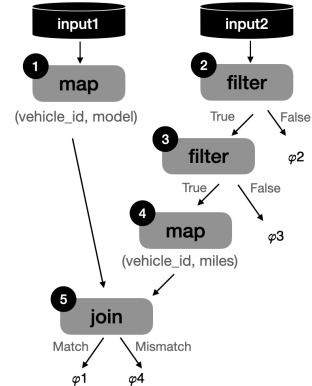 input1
input2
1
map
2
filter
(vehicle_id, model)
True
False
3
filter
φ2
True
False
4
map
φ3
(vehicle_id, miles)
5
join
Match
Mismatch
φ1
φ4